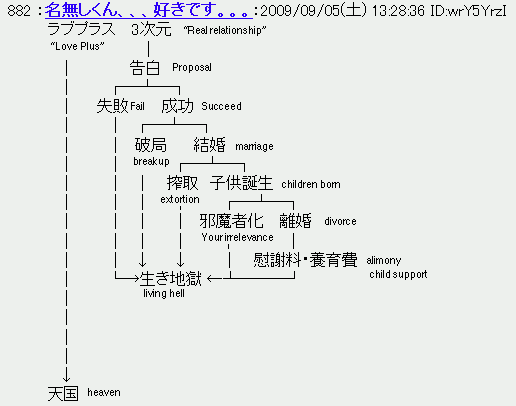 882 ：名無しくん、、、好きです。。。：2009/09/05(土) 13:28:36 ID:wrY5YrzI
ラブプラス 3次元 "Real relationship"
"Love Plus"
告白 Proposal
失敗 Fail 成功 Succeed
破局 結婚 marriage
breakup
搾取 子供誕生 children born
extortion
邪魔者化 離婚 divorce
Your irrelevance
慰謝料・養育費 alimony
生き地獄 child support
living hell
天国 heaven